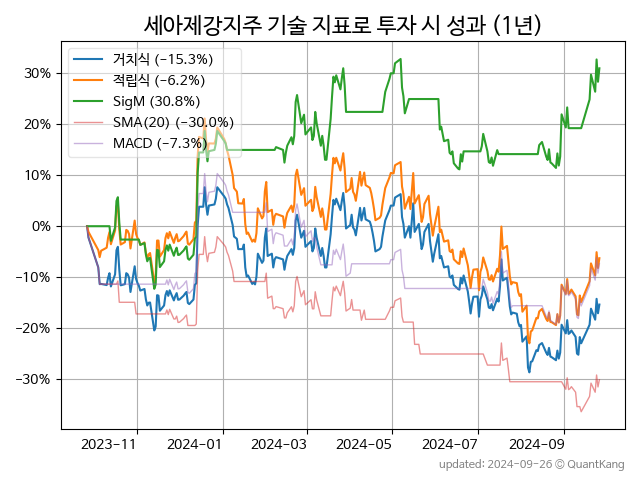 세아제강지주 기술 지표로 투자 시 성과 (1년)
거치식 (−15.3%)
적립식 (−6.2%)
SigM (30.8%)
SMA(20) (−30.0%)
MACD (−7.3%)
30%
20%
10%
0%
−10%
−20%
−30%
2023-11 2024-01 2024-03 2024-05 2024-07 2024-09
updated: 2024-09-26 © QuantKang